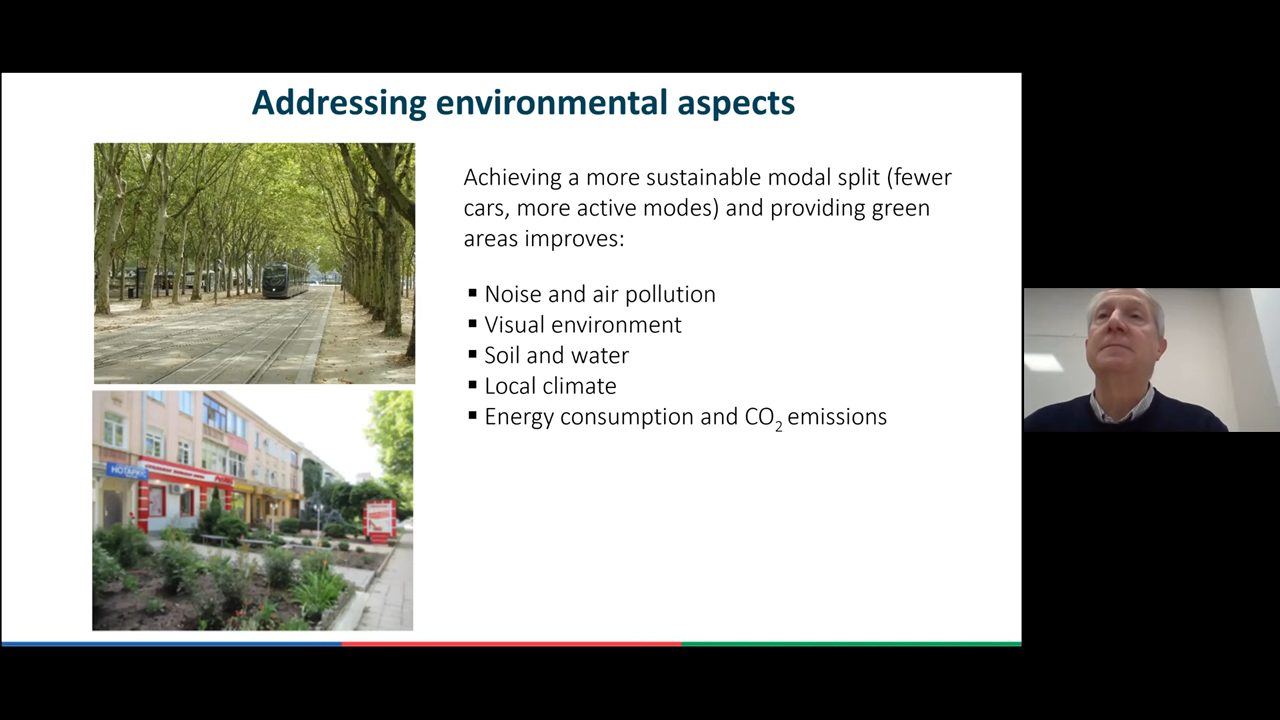 Addressing environmental aspects
Achieving a more sustainable modal split (fewer
cars, more active modes) and providing green
areas improves:
▪ Noise and air pollution
▪ Visual environment
▪ Soil and water
▪ Local climate
▪ Energy consumption and CO₂ emissions
НОТАРИУС